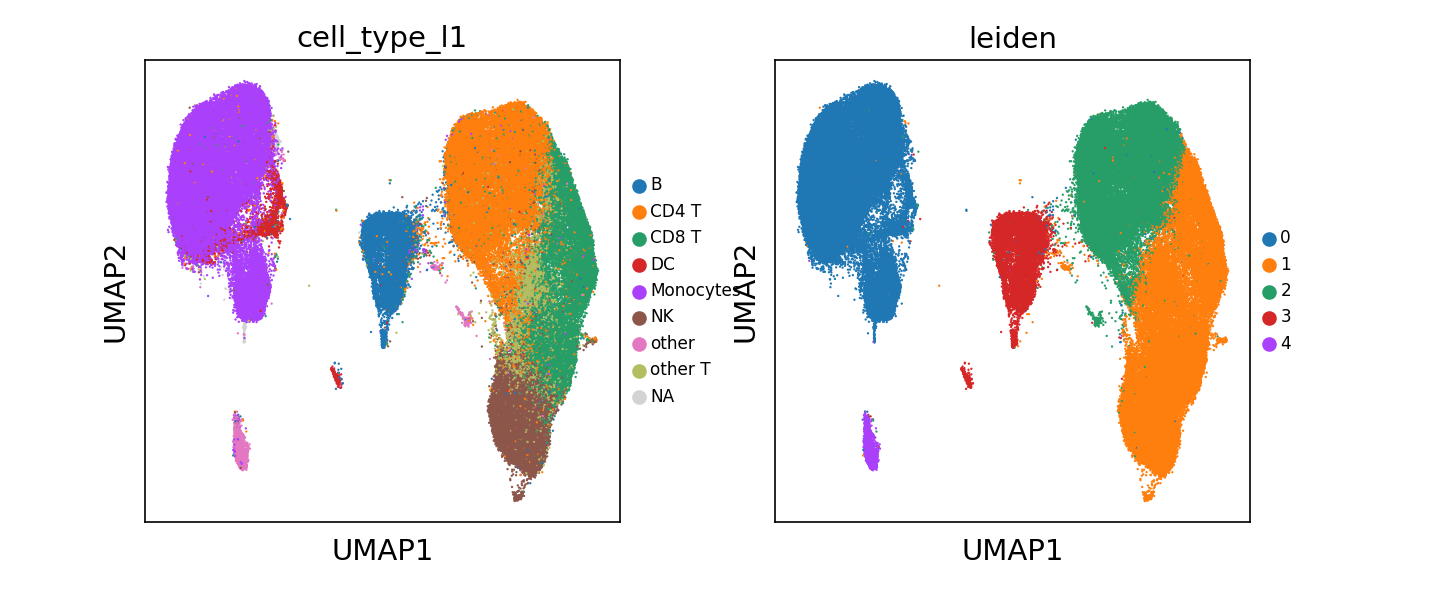 cell_type_l1
UMAP2
UMAP1
B
CD4 T
CD8 T
DC
Monocytes
NK
other
other T
NA
leiden
UMAP2
UMAP1
0
1
2
3
4